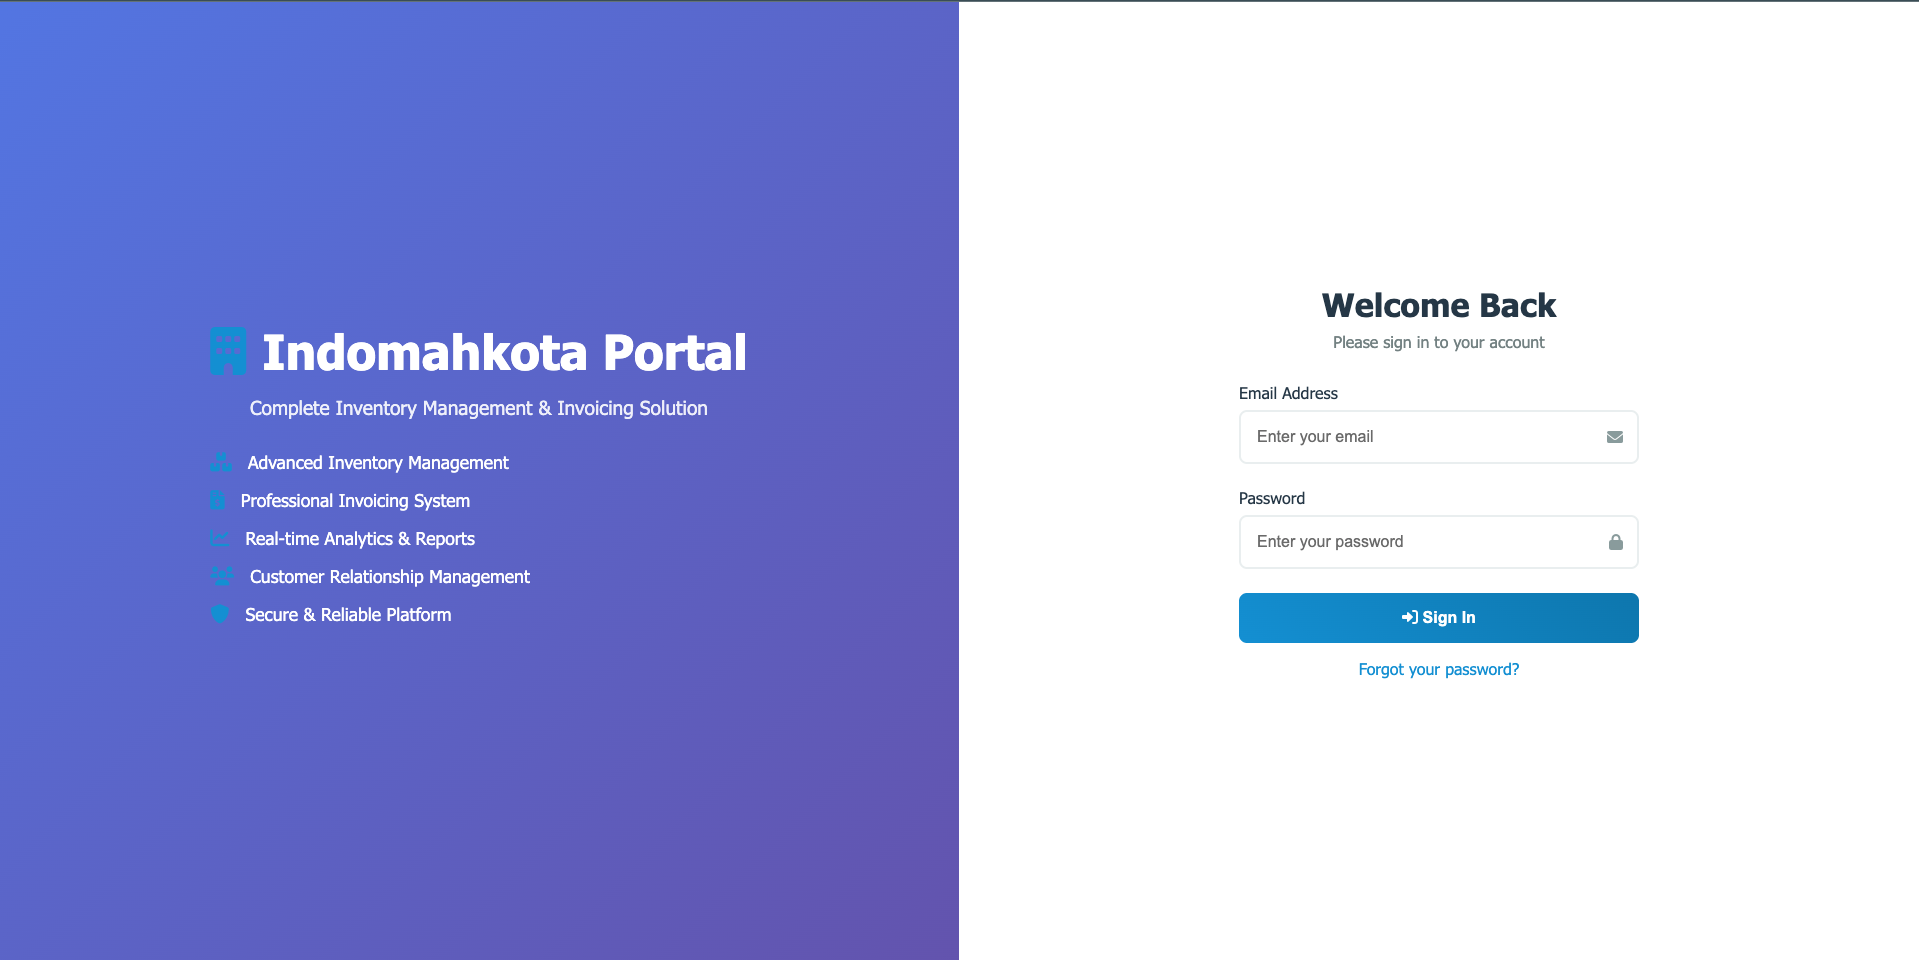 Indomahkota Portal
Complete Inventory Management & Invoicing Solution
Advanced Inventory Management
Professional Invoicing System
Real-time Analytics & Reports
Customer Relationship Management
Secure & Reliable Platform
Welcome Back
Please sign in to your account
Email Address
Enter your email
Password
Enter your password
Sign In
Forgot your password?